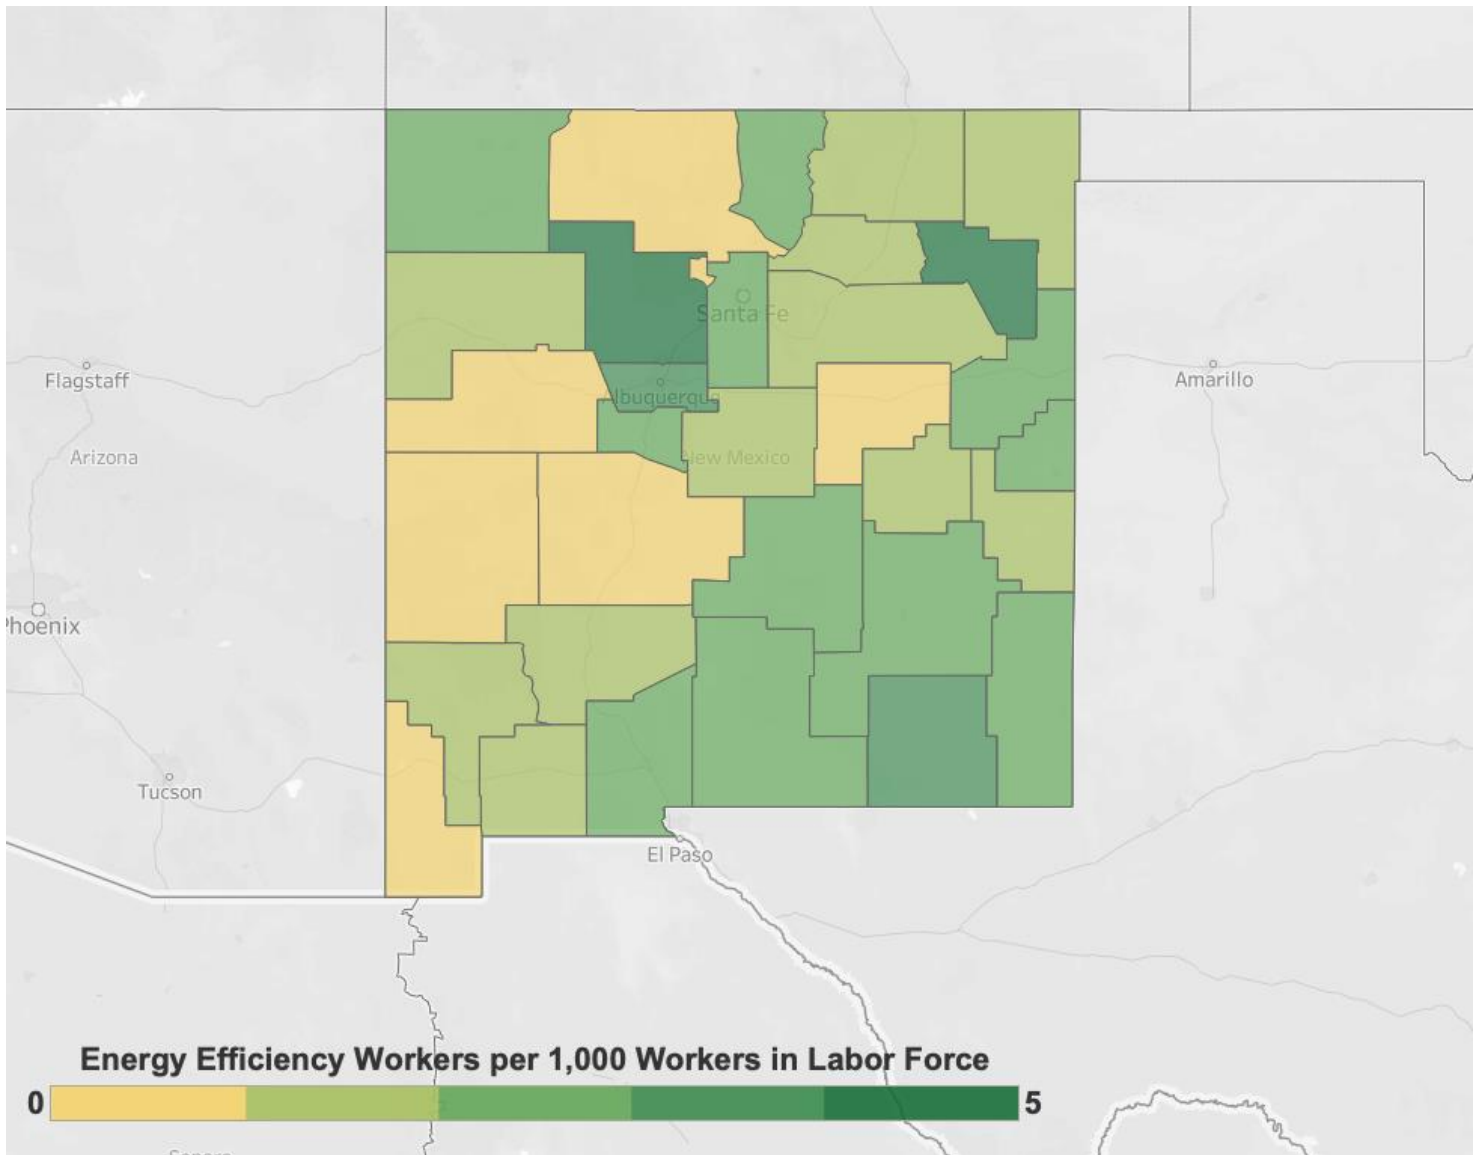 Santa Fe
Flagstaff
Amarillo
Albuquerque
Arizona
New Mexico
Phoenix
Tucson
El Paso
Energy Efficiency Workers per 1,000 Workers in Labor Force
0 5